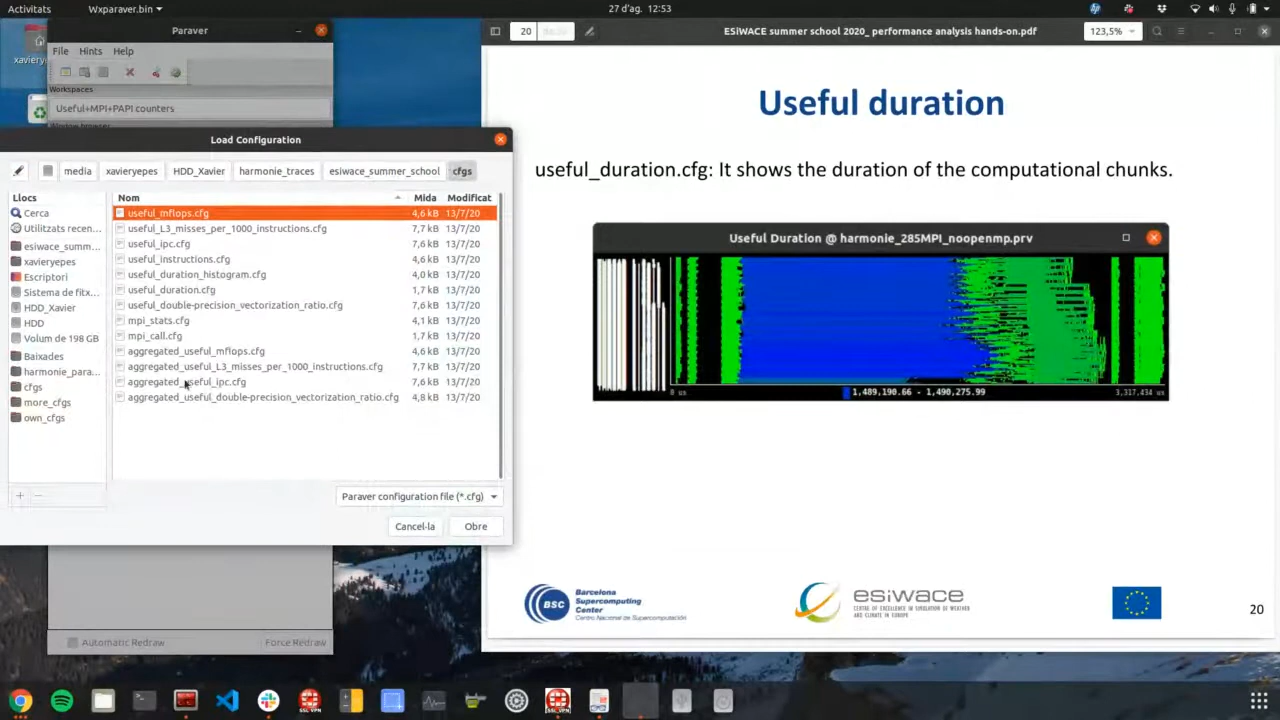 Activitats
Wxparaver.bin
27 d'ag. 12:53
Paraver
File Hints Help
Workspaces
Useful+MPI+PAPI counters
Load Configuration
media xavieryepes HDD_Xavier harmonie_traces esiwace_summer_school cfgs
Llocs
Cerca
Utilitzats recen...
esiwace_summ...
xavieryepes
Escriptori
Sistema de fitx...
HDD_Xavier
HDD
Volum de 198 GB
Baixades
harmonie_para...
cfgs
more_cfgs
own_cfgs
Nom Mida Modificat
useful_mflops.cfg 4,6 kB 13/7/20
useful_L3_misses_per_1000_instructions.cfg 7,7 kB 13/7/20
useful_ipc.cfg 7,6 kB 13/7/20
useful_instructions.cfg 4,6 kB 13/7/20
useful_duration_histogram.cfg 4,0 kB 13/7/20
useful_duration.cfg 1,7 kB 13/7/20
useful_double-precision_vectorization_ratio.cfg 7,6 kB 13/7/20
mpi_stats.cfg 4,1 kB 13/7/20
mpi_call.cfg 1,7 kB 13/7/20
aggregated_useful_mflops.cfg 4,6 kB 13/7/20
aggregated_useful_L3_misses_per_1000_instructions.cfg 7,7 kB 13/7/20
aggregated_useful_ipc.cfg 7,6 kB 13/7/20
aggregated_useful_double-precision_vectorization_ratio.cfg 4,8 kB 13/7/20
Paraver configuration file (*.cfg)
Cancel·la Obre
Automatic Redraw Force Redraw
20
ESiWACE summer school 2020_ performance analysis hands-on.pdf
123,5%
Useful duration
useful_duration.cfg: It shows the duration of the computational chunks.
Useful Duration @ harmonie_285MPI_noopenmp.prv
0 us 1,489,190.66 - 1,490,275.99 3,317,434 us
BSC
Barcelona
Supercomputing
Center
Centro Nacional de Supercomputación
esiwace
CENTRE OF EXCELLENCE IN SIMULATION OF WEATHER
AND CLIMATE IN EUROPE
20
SSL VPN
SSL VPN